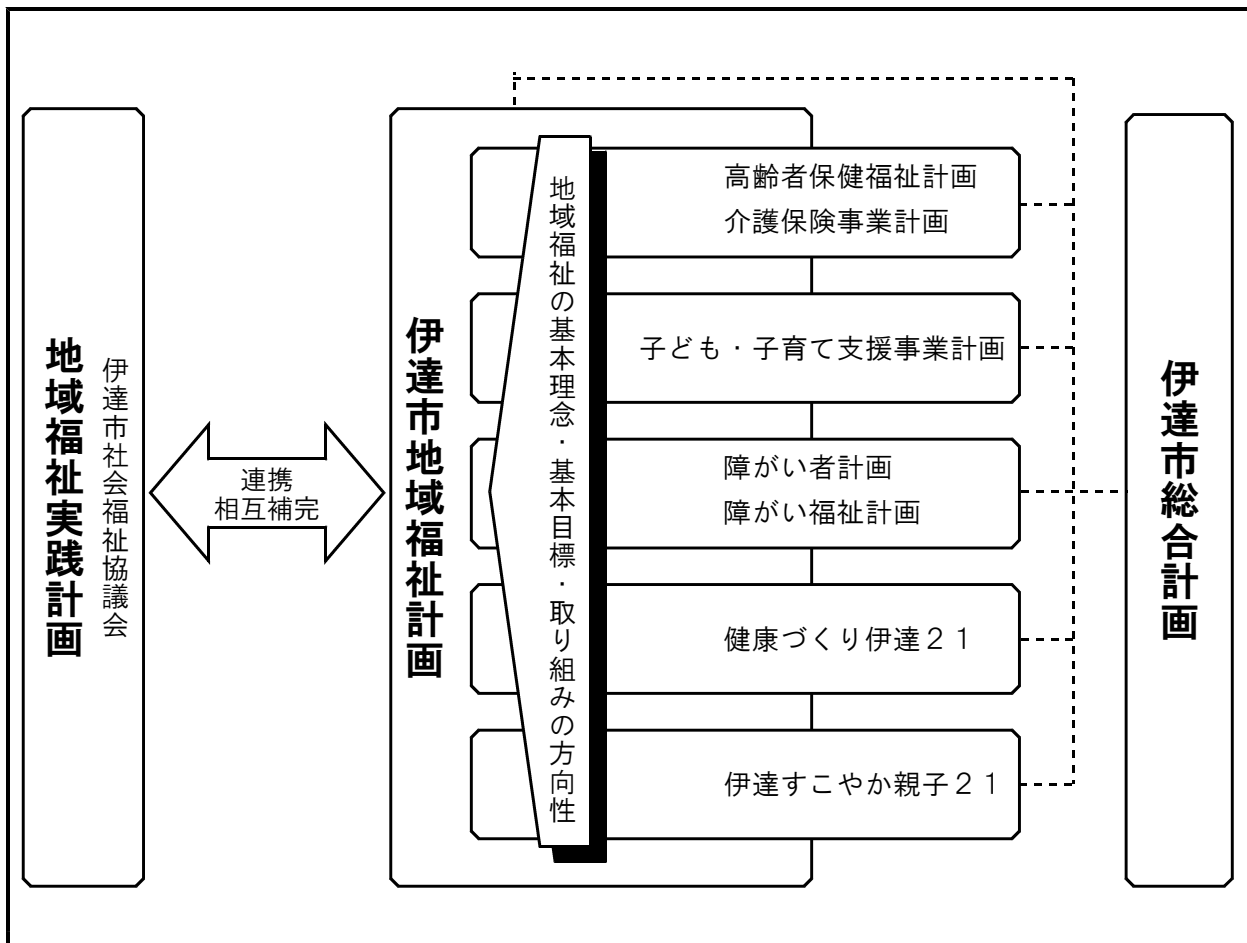 地域福祉実践計画
伊達市社会福祉協議会
連携
相互補完
伊達市地域福祉計画
地域福祉の基本理念・基本目標・取り組みの方向性
高齢者保健福祉計画
介護保険事業計画
子ども・子育て支援事業計画
障がい者計画
障がい福祉計画
健康づくり伊達２１
伊達すこやか親子２１
伊達市総合計画